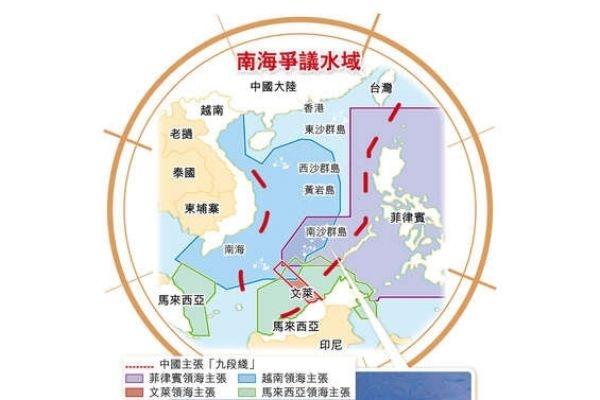 南海爭議水域
中國大陸
台灣
越南
香港
老撾
東沙群島
泰國
西沙群島
黃岩島
柬埔寨
菲律賓
南沙群島
南海
馬來西亞
文萊
馬來西亞
印尼
中國主張「九段綫」
菲律賓領海主張 越南領海主張
文萊領海主張 馬來西亞領海主張